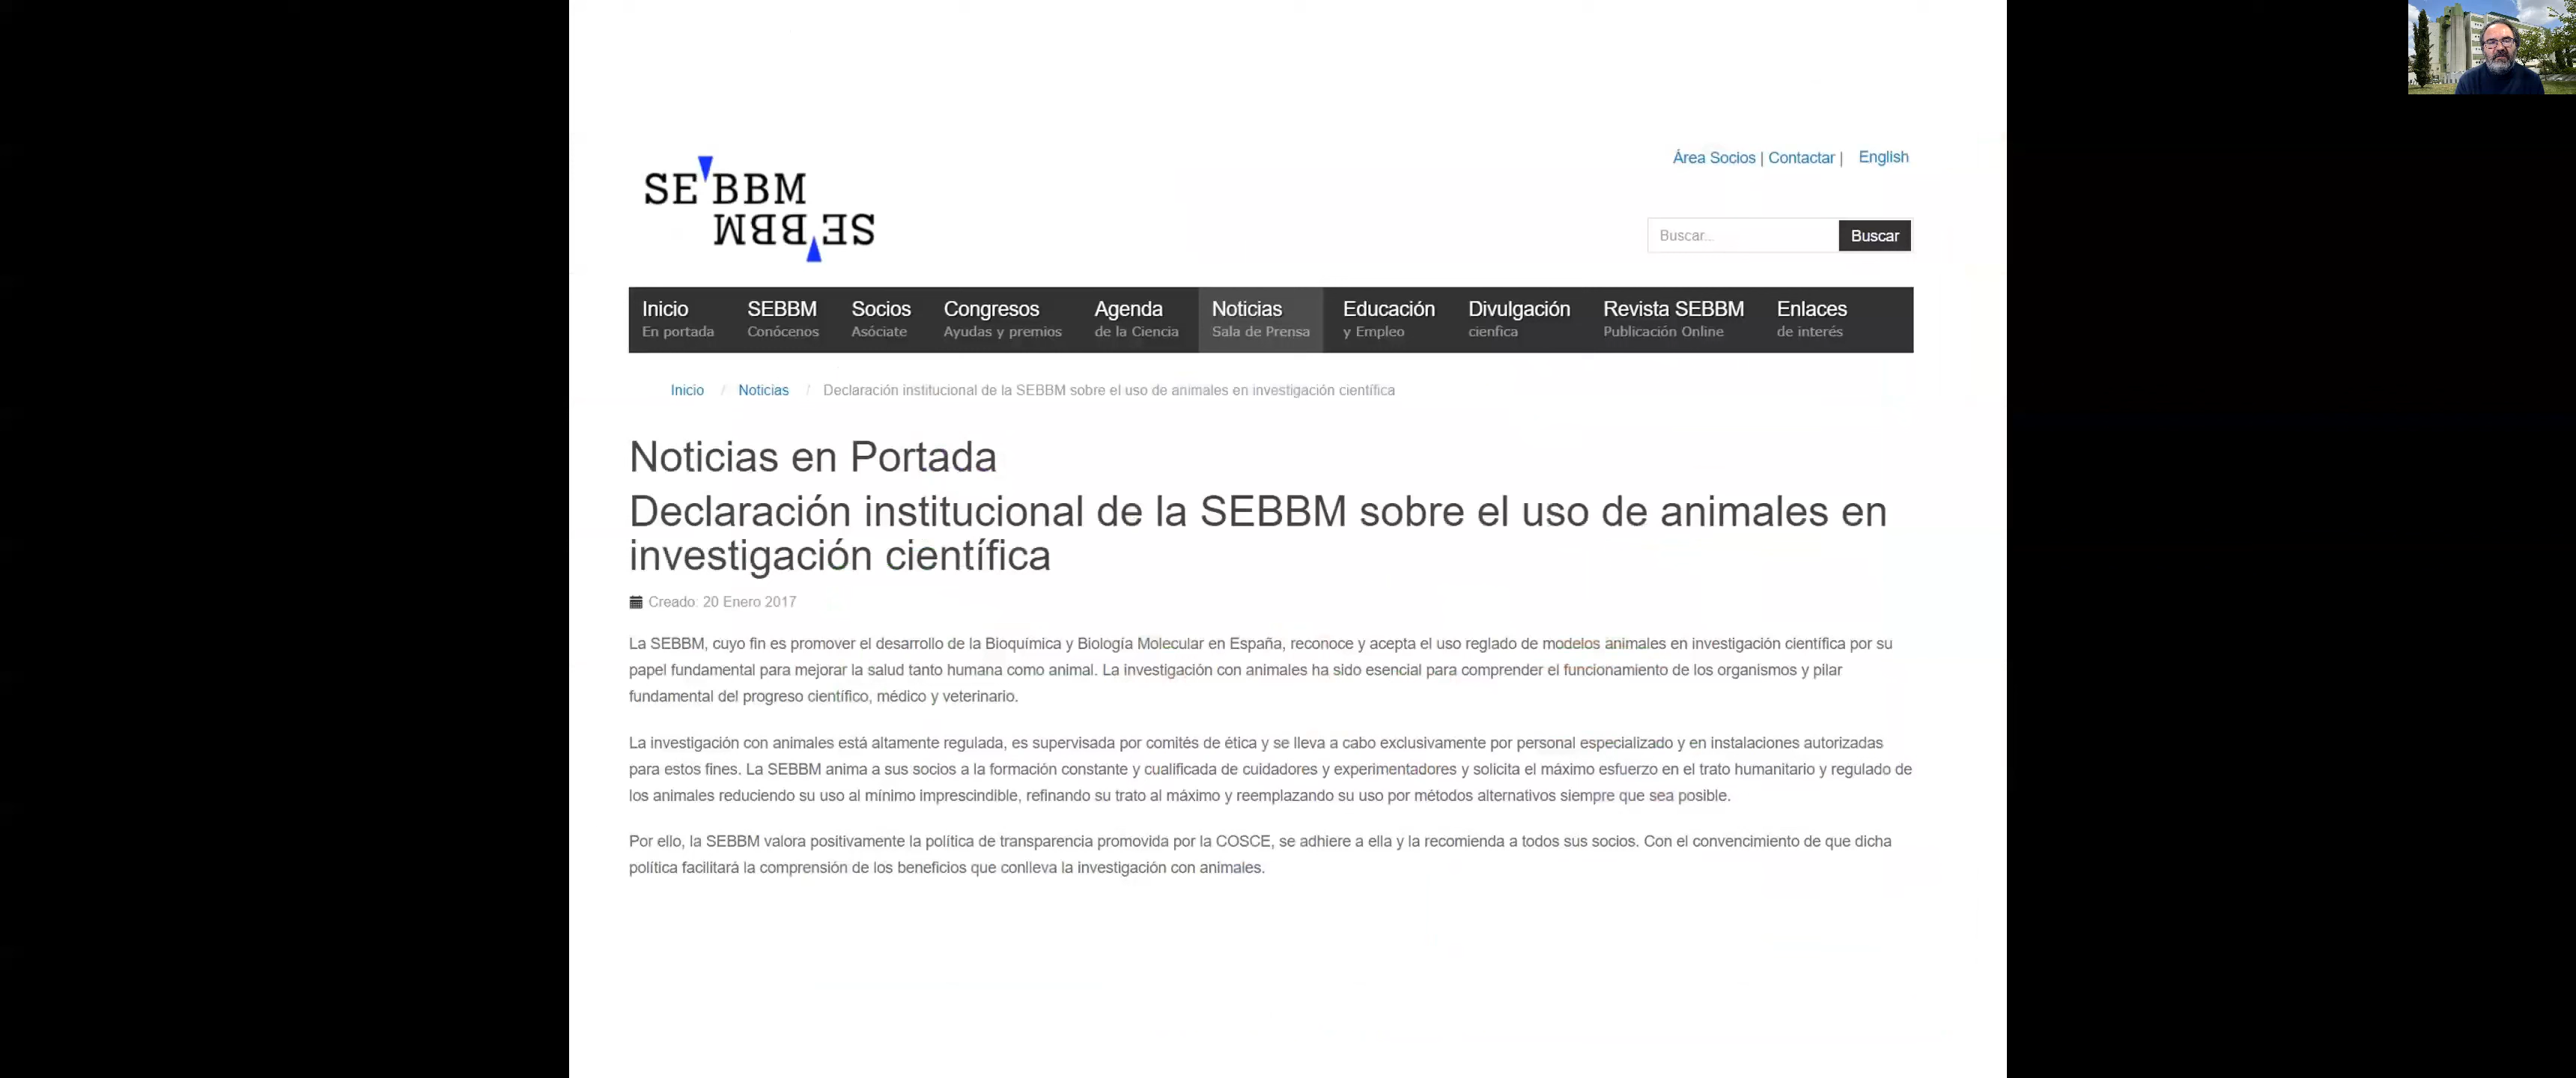 SE BBM
SE BBM
Área Socios | Contactar | English
Buscar... Buscar
Inicio SEBBM Socios Congresos Agenda Noticias Educación Divulgación Revista SEBBM Enlaces
En portada Conócenos Asóciate Ayudas y premios de la Ciencia Sala de Prensa y Empleo cienfica Publicación Online de interés
Inicio / Noticias / Declaración institucional de la SEBBM sobre el uso de animales en investigación científica
Noticias en Portada
Declaración institucional de la SEBBM sobre el uso de animales en
investigación científica
Creado: 20 Enero 2017
La SEBBM, cuyo fin es promover el desarrollo de la Bioquímica y Biología Molecular en España, reconoce y acepta el uso reglado de modelos animales en investigación científica por su
papel fundamental para mejorar la salud tanto humana como animal. La investigación con animales ha sido esencial para comprender el funcionamiento de los organismos y pilar
fundamental del progreso científico, médico y veterinario.
La investigación con animales está altamente regulada, es supervisada por comités de ética y se lleva a cabo exclusivamente por personal especializado y en instalaciones autorizadas
para estos fines. La SEBBM anima a sus socios a la formación constante y cualificada de cuidadores y experimentadores y solicita el máximo esfuerzo en el trato humanitario y regulado de
los animales reduciendo su uso al mínimo imprescindible, refinando su trato al máximo y reemplazando su uso por métodos alternativos siempre que sea posible.
Por ello, la SEBBM valora positivamente la política de transparencia promovida por la COSCE, se adhiere a ella y la recomienda a todos sus socios. Con el convencimiento de que dicha
política facilitará la comprensión de los beneficios que conlleva la investigación con animales.